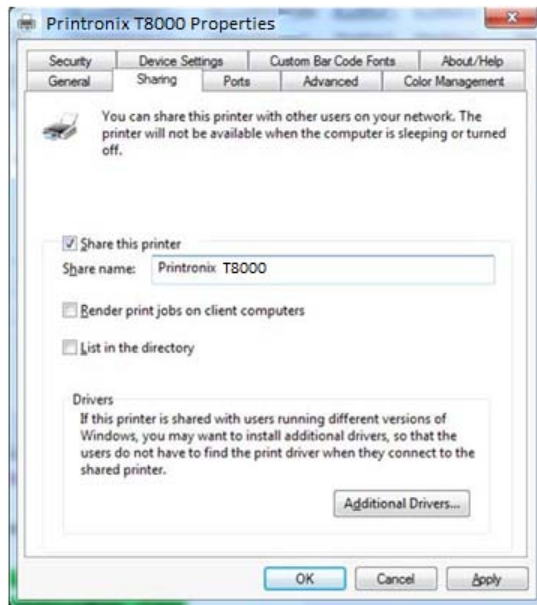 Printronix T8000 Properties
Security Device Settings Custom Bar Code Fonts About/Help
General Sharing Ports Advanced Color Management
You can share this printer with other users on your network. The
printer will not be available when the computer is sleeping or turned
off.
Share this printer
Share name: Printronix T8000
Render print jobs on client computers
List in the directory
Drivers
If this printer is shared with users running different versions of
Windows, you may want to install additional drivers, so that the
users do not have to find the print driver when they connect to the
shared printer.
Additional Drivers...
OK Cancel Apply